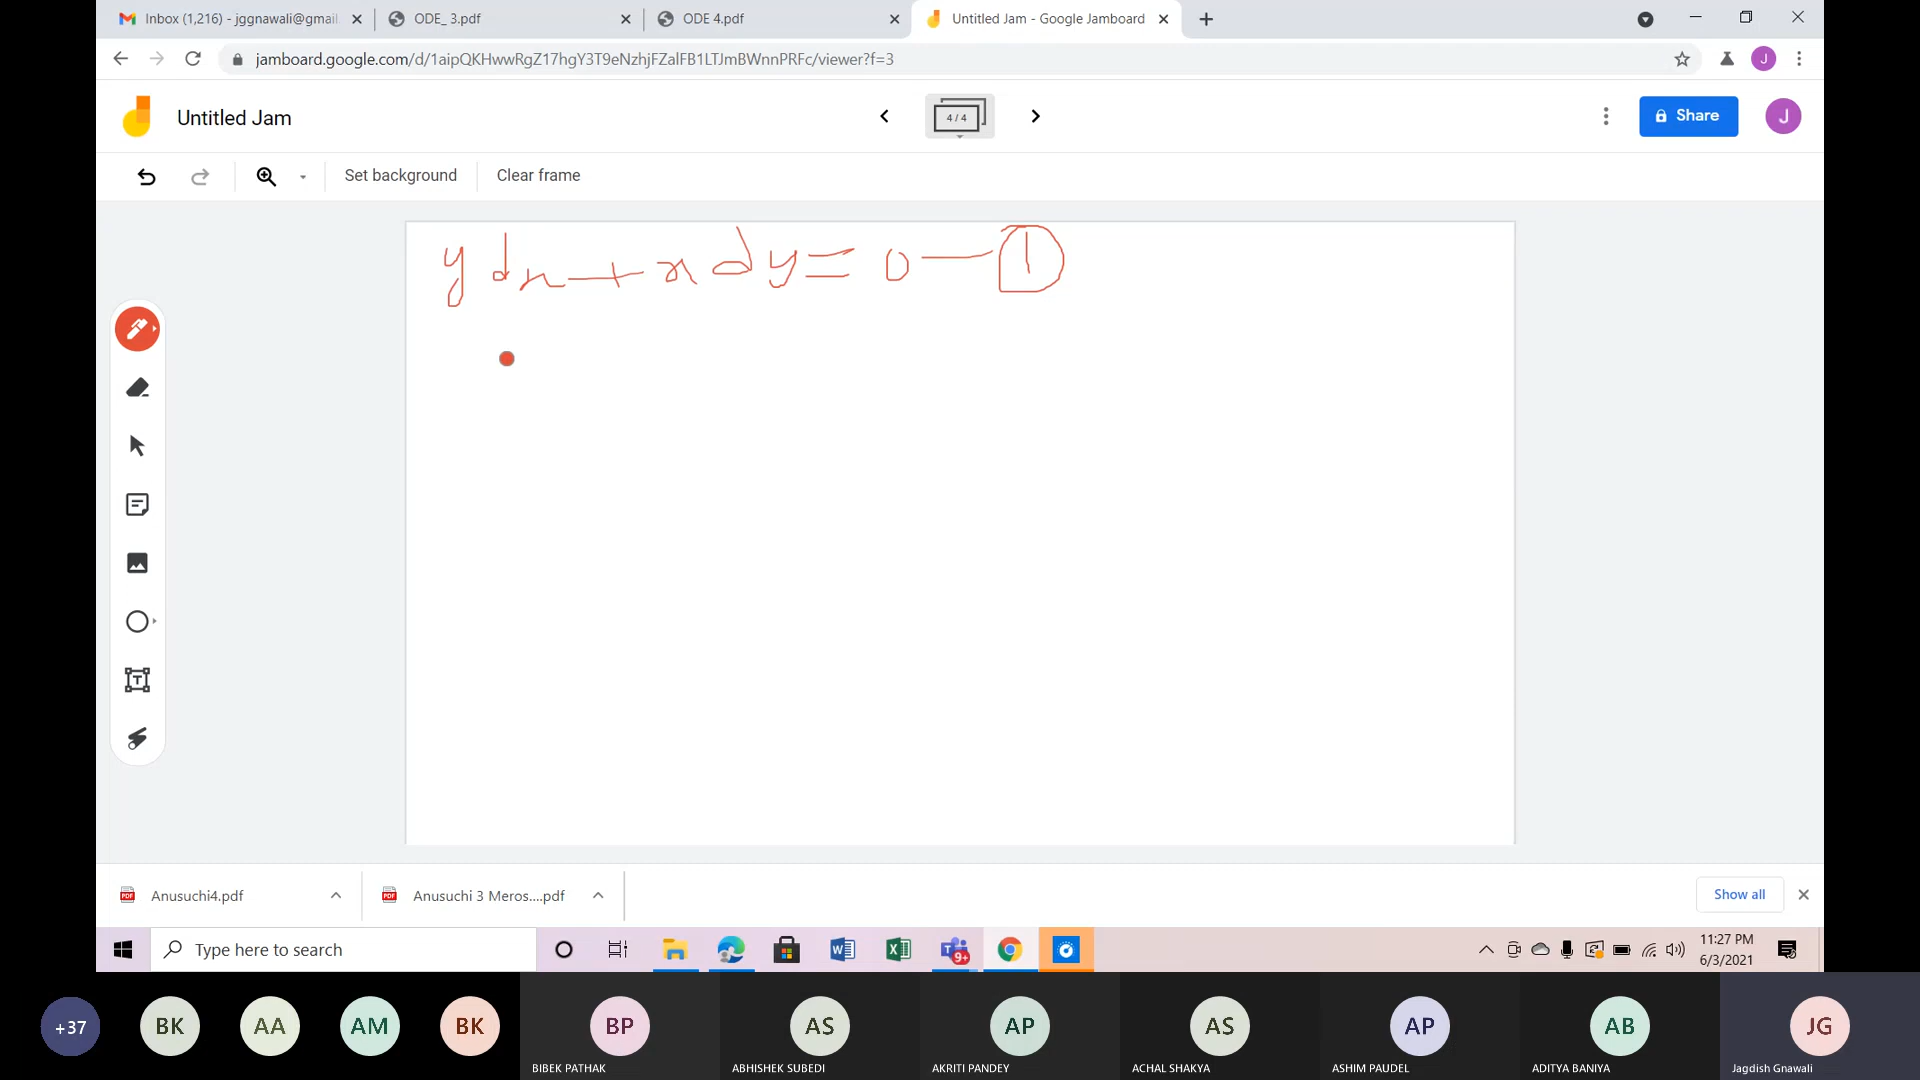 Inbox (1,216) - jggnawali@gmail.
ODE_ 3.pdf
ODE 4.pdf
Untitled Jam - Google Jamboard
jamboard.google.com/d/1aipQKHwwRgZ17hgY3T9eNzhjFZalFB1LTJmBWnnPRFc/viewer?f=3
J
Untitled Jam
4 / 4
Share
J
Set background
Clear frame
y dx + x dy = 0 — 1
Anusuchi4.pdf
Anusuchi 3 Meros....pdf
Show all
Type here to search
9+
11:27 PM
6/3/2021
+37
BK
AA
AM
BK
BP
AS
AP
AS
AP
AB
JG
BIBEK PATHAK
ABHISHEK SUBEDI
AKRITI PANDEY
ACHAL SHAKYA
ASHIM PAUDEL
ADITYA BANIYA
Jagdish Gnawali